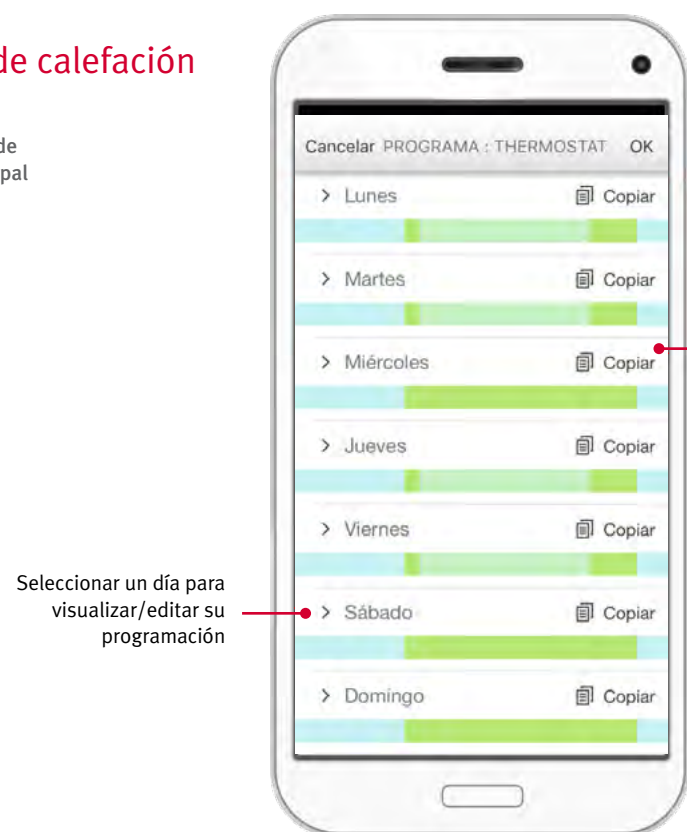 de calefación
de
pal
Cancelar PROGRAMA : THERMOSTAT OK
Lunes Copiar
Martes Copiar
Miércoles Copiar
Jueves Copiar
Viernes Copiar
Seleccionar un día para
visualizar/editar su
programación
Sábado Copiar
Domingo Copiar